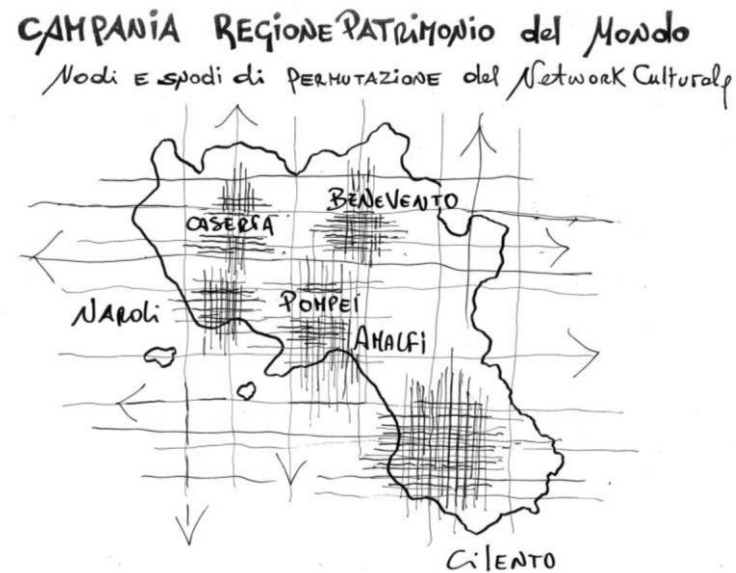 CAMPANIA REGIONE PATRIMONIO del MONDO
Nodi E snodi di PERMUTAZIONE del Network Culturale
BENEVENTO
CASERTA
NAPOLI
POMPEI
AMALFI
CILENTO